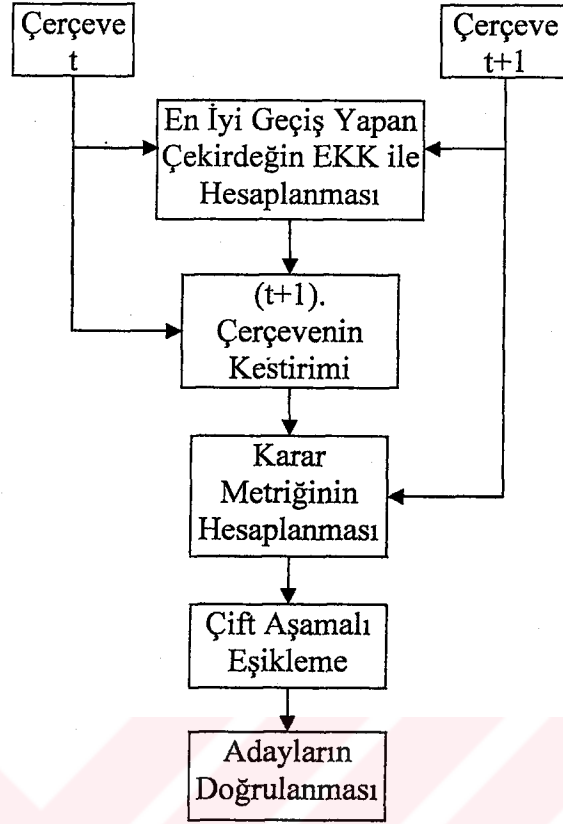 Çerçeve
t
Çerçeve
t+1
En İyi Geçiş Yapan
Çekirdeğin EKK ile
Hesaplanması
(t+1).
Çerçevenin
Kestirimi
Karar
Metriğinin
Hesaplanması
Çift Aşamalı
Eşikleme
Adayların
Doğrulanması